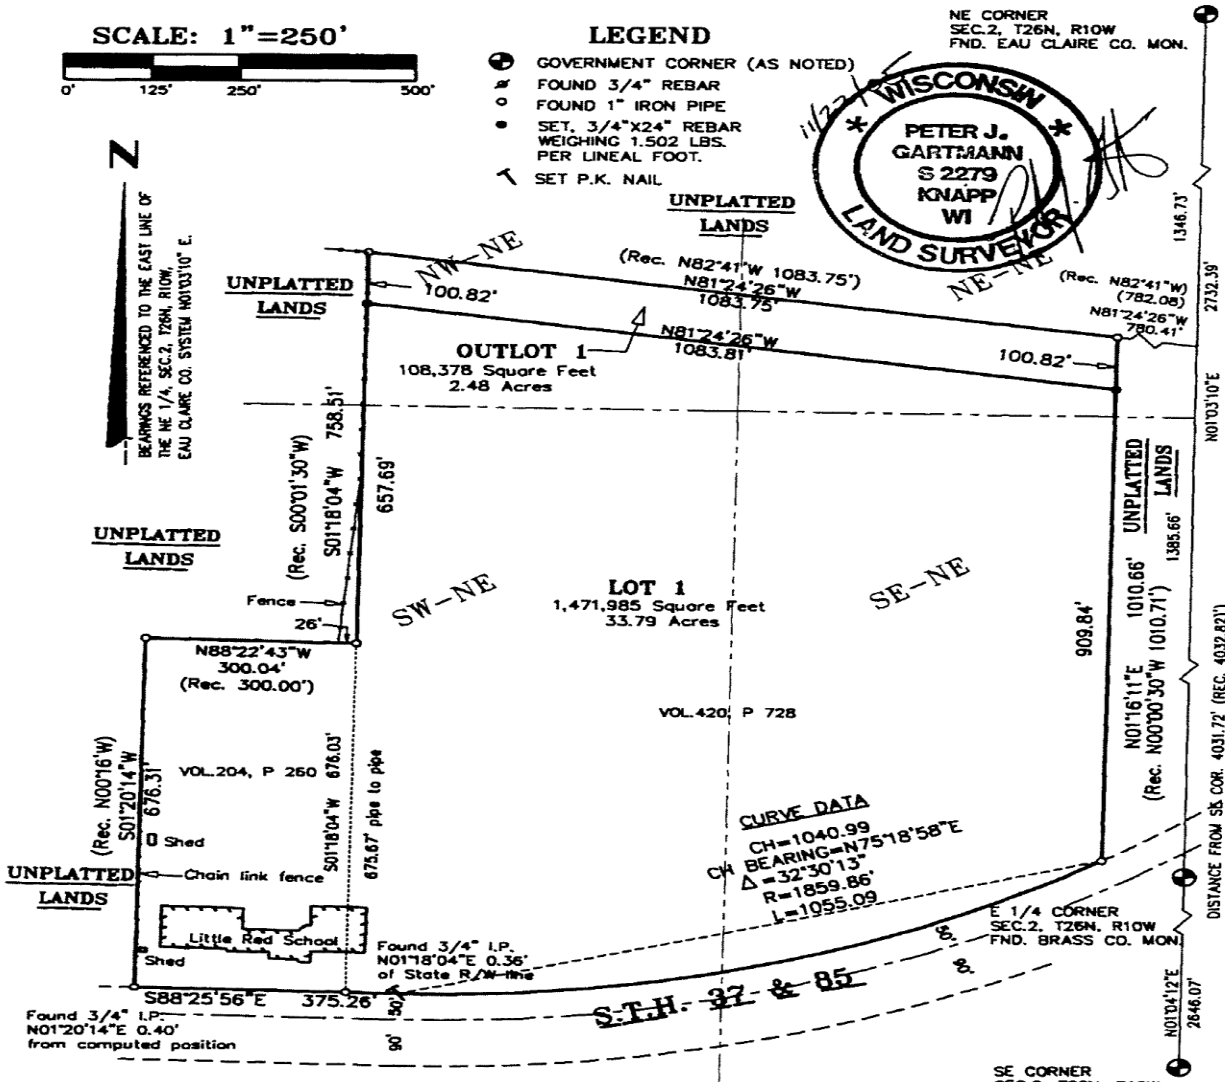 SCALE: 1"=250'
0' 125' 250' 500'
LEGEND
GOVERNMENT CORNER (AS NOTED)
FOUND 3/4" REBAR
FOUND 1" IRON PIPE
SET, 3/4"X24" REBAR
WEIGHING 1.502 LBS.
PER LINEAL FOOT.
SET P.K. NAIL
NE CORNER
SEC.2, T26N, R10W
FND. EAU CLAIRE CO. MON.
WISCONSIN
PETER J.
GARTMANN
S 2279
KNAPP
WI
LAND SURVEYOR
N
BEARINGS REFERENCED TO THE EAST LINE OF
THE NE 1/4, SEC.2, T26N, R10W,
EAU CLAIRE CO. SYSTEM N01°03'10" E.
UNPLATTED
LANDS
NW-NE
NE-NE
(Rec. N82°41'W 1083.75')
N81°24'26"W
1083.75'
(Rec. N82°41"W)
(782.08)
N81°24'26"W
780.41'
1346.73'
2732.39'
N01°03'10"E
UNPLATTED
LANDS
100.82'
N81°24'26"W
1083.81'
100.82'
OUTLOT 1
108,378 Square Feet
2.48 Acres
(Rec. S00°01'30"W)
S01°18'04"W 758.51'
657.69'
UNPLATTED
LANDS
Fence
26'
SW-NE
SE-NE
LOT 1
1,471,985 Square Feet
33.79 Acres
VOL.420, P 728
UNPLATTED
LANDS
1385.66'
909.84'
N01°16'11"E 1010.66'
(Rec. N00°00'30"W 1010.71')
DISTANCE FROM SE COR. 4031.72' (REC. 4032.82')
N88°22'43"W
300.04'
(Rec. 300.00')
(Rec. N00°16'W)
S01°20'14"W
676.31'
VOL.204, P 260
S01°18'04"W 676.03'
675.67' pipe to pipe
Shed
Chain link fence
UNPLATTED
LANDS
Little Red School
Shed
CURVE DATA
CH=1040.99
CH BEARING=N75°18'58"E
Δ =32°30'13"
R=1859.86'
L=1055.09
E 1/4 CORNER
SEC.2, T26N, R10W
FND. BRASS CO. MON.
Found 3/4" I.P.
N01°18'04"E 0.36'
of State R/W line
S88°25'56"E 375.26'
50'
90'
S.T.H. 37 & 85
50'
90'
Found 3/4" I.P.
N01°20'14"E 0.40'
from computed position
N01°04'12"E
2646.07'
SE CORNER